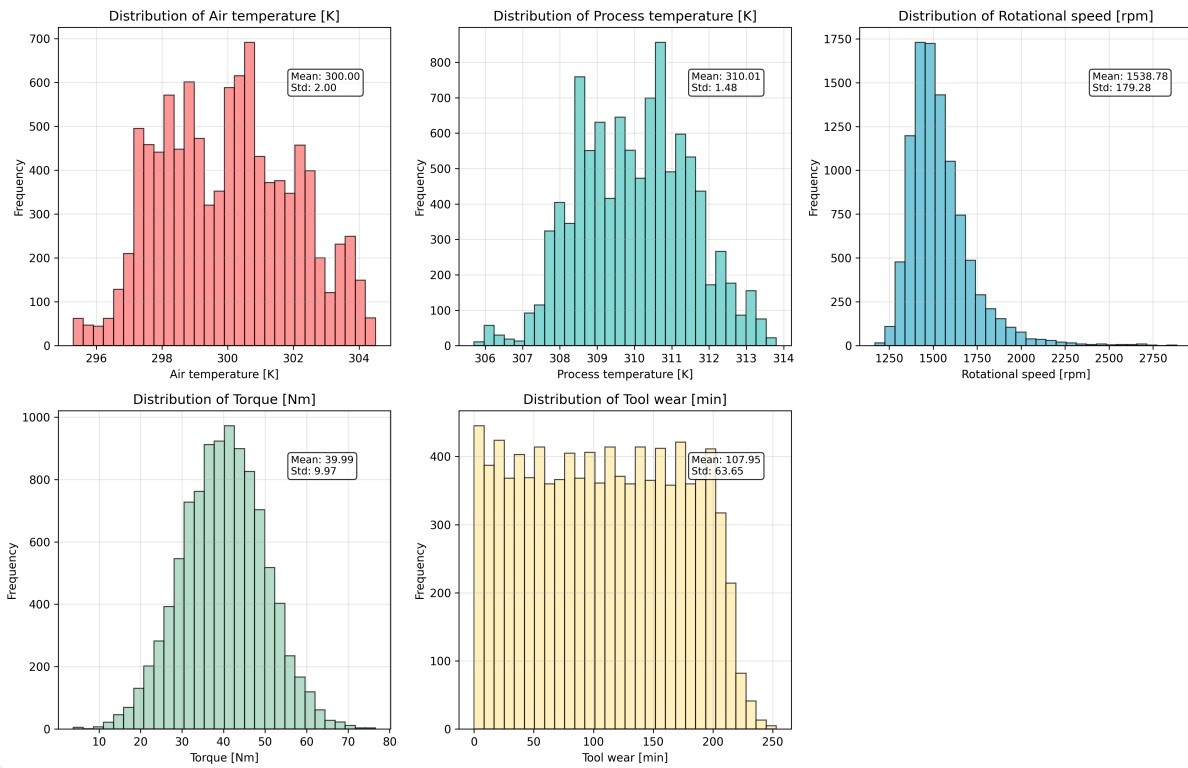 Distribution of Air temperature [K]
700
600
500
400
300
200
100
0
Frequency
Mean: 300.00
Std: 2.00
296 298 300 302 304
Air temperature [K]
Distribution of Process temperature [K]
800
700
600
500
400
300
200
100
0
Frequency
Mean: 310.01
Std: 1.48
306 307 308 309 310 311 312 313 314
Process temperature [K]
Distribution of Rotational speed [rpm]
1750
1500
1250
1000
750
500
250
0
Frequency
Mean: 1538.78
Std: 179.28
1250 1500 1750 2000 2250 2500 2750
Rotational speed [rpm]
Distribution of Torque [Nm]
1000
800
600
400
200
0
Frequency
Mean: 39.99
Std: 9.97
10 20 30 40 50 60 70 80
Torque [Nm]
Distribution of Tool wear [min]
400
300
200
100
0
Frequency
Mean: 107.95
Std: 63.65
0 50 100 150 200 250
Tool wear [min]